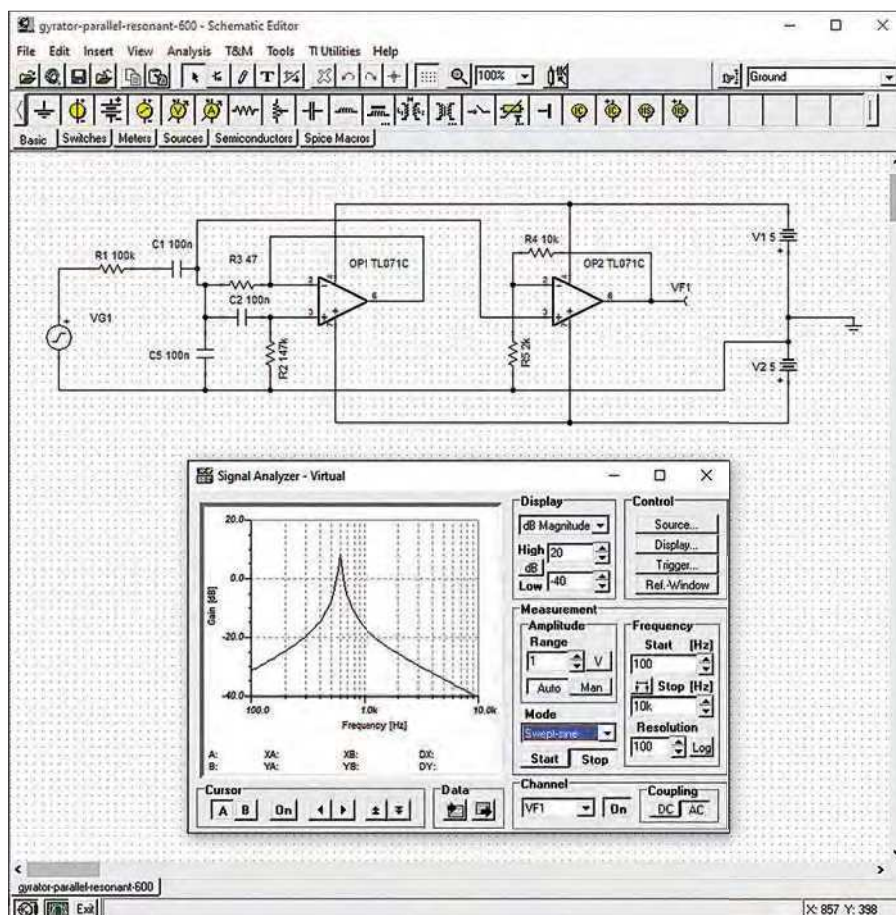 gyrator-parallel-resonant-600 - Schematic Editor
File Edit Insert View Analysis T&M Tools TI Utilities Help
100% Ground
Basic Switches Meters Sources Semiconductors Spice Macros
R1 100k
C1 100n
R3 47
C2 100n
OP1 TL071C
R4 10k
OP2 TL071C
VF1
V1 5
VG1
C5 100n
R2 147k
R5 2k
V2 5
Signal Analyzer - Virtual
20.0
0.0
-20.0
-40.0
Gain [dB]
100.0 1.0k 10.0k
Frequency [Hz]
A: XA: XB: DX:
B: YA: YB: DY:
Cursor
A B On
Data
Display
dB Magnitude
High 20
dB
Low -40
Control
Source...
Display...
Trigger...
Ref.-Window
Measurement
Amplitude
Range
1 V
Auto Man
Mode
Swept-sine
Start Stop
Frequency
Start [Hz]
100
Stop [Hz]
10k
Resolution
100 Log
Channel
VF1 On
Coupling
DC AC
gyrator-parallel-resonant-600
Exit X: 857 Y: 398